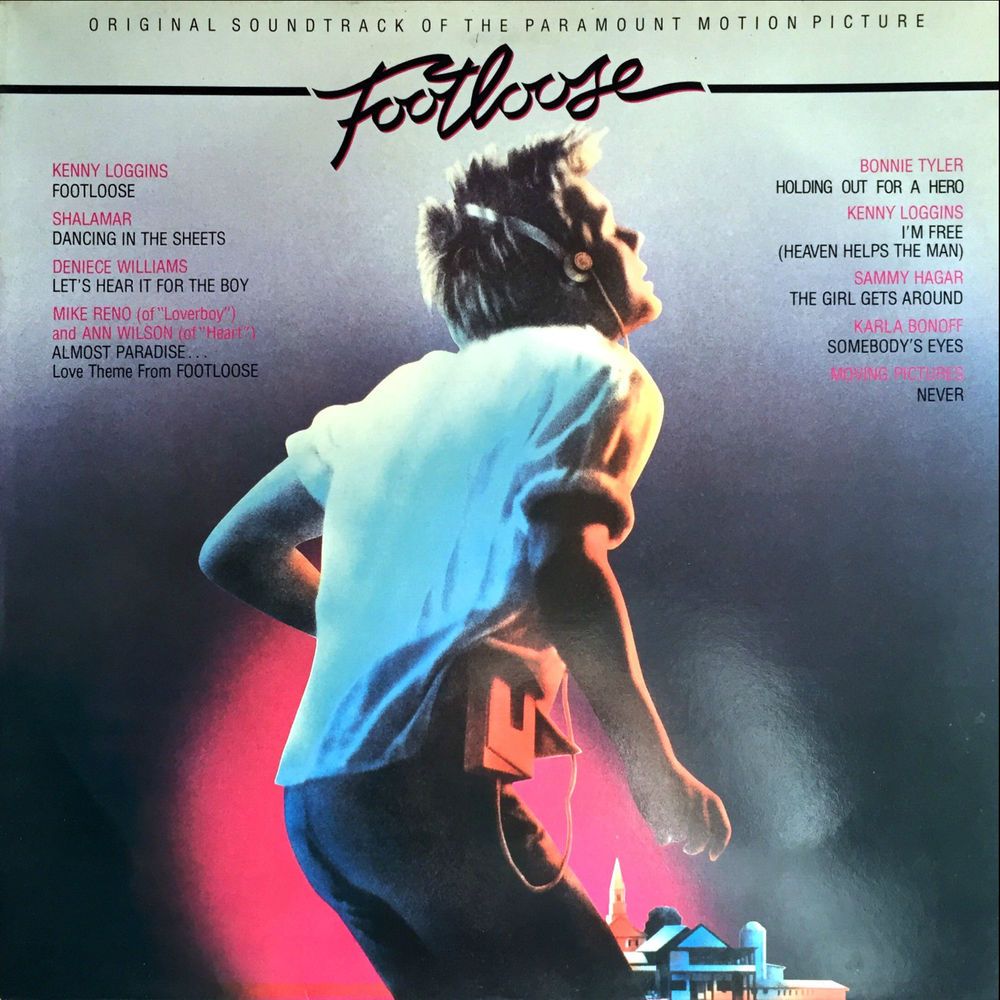 ORIGINAL SOUNDTRACK OF THE PARAMOUNT MOTION PICTURE
Footloose
KENNY LOGGINS
FOOTLOOSE
SHALAMAR
DANCING IN THE SHEETS
DENIECE WILLIAMS
LET'S HEAR IT FOR THE BOY
MIKE RENO (of "Loverboy")
and ANN WILSON (of "Heart")
ALMOST PARADISE...
Love Theme From FOOTLOOSE
BONNIE TYLER
HOLDING OUT FOR A HERO
KENNY LOGGINS
I'M FREE
(HEAVEN HELPS THE MAN)
SAMMY HAGAR
THE GIRL GETS AROUND
KARLA BONOFF
SOMEBODY'S EYES
MOVING PICTURES
NEVER